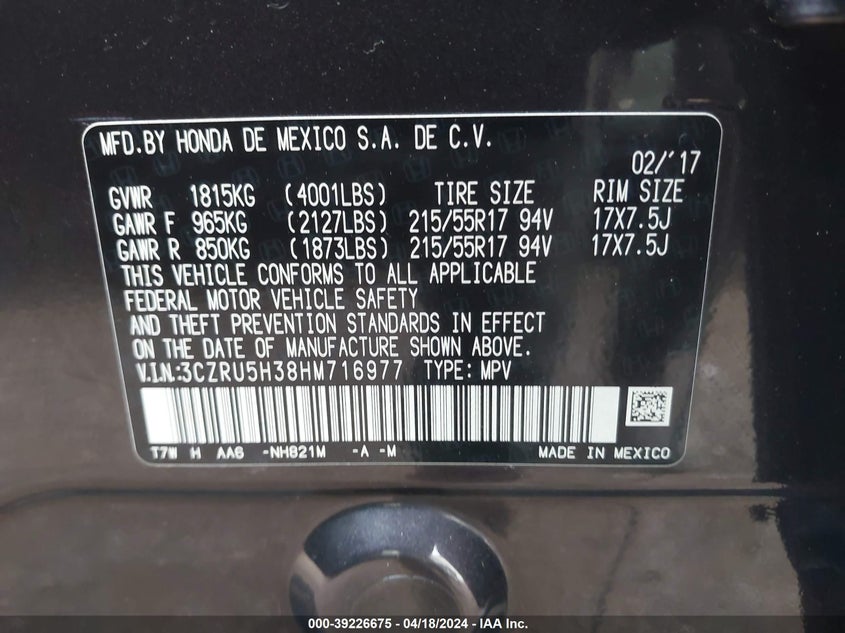 MFD.BY HONDA DE MEXICO S.A. DE C.V.
02/'17
GVWR 1815KG (4001LBS) TIRE SIZE RIM SIZE
GAWR F 965KG (2127LBS) 215/55R17 94V 17X7.5J
GAWR R 850KG (1873LBS) 215/55R17 94V 17X7.5J
THIS VEHICLE CONFORMS TO ALL APPLICABLE
FEDERAL MOTOR VEHICLE SAFETY
AND THEFT PREVENTION STANDARDS IN EFFECT
ON THE DATE OF MANUFACTURE SHOWN ABOVE.
V.I.N.:3CZRU5H38HM716977 TYPE: MPV
T7W H AA6 -NH821M -A -M MADE IN MEXICO
000-39226675 - 04/18/2024 - IAA Inc.